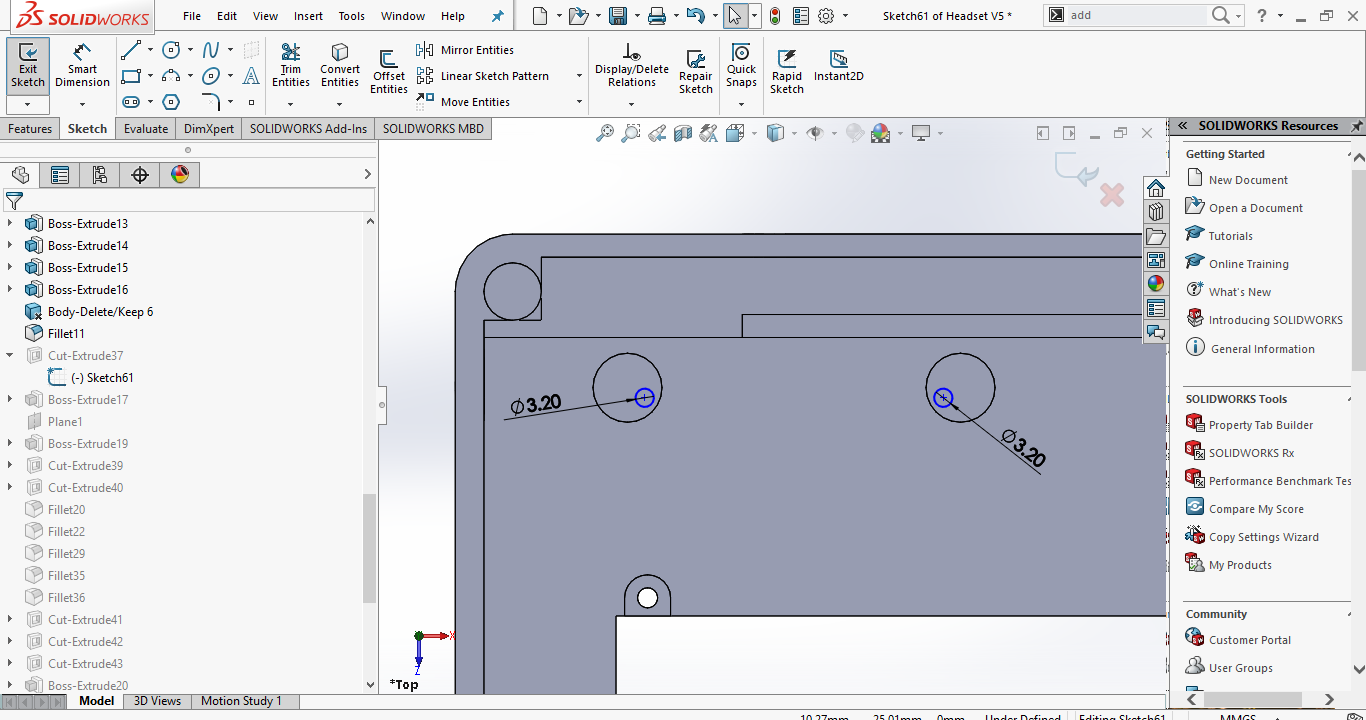 SOLIDWORKS
File Edit View Insert Tools Window Help
Sketch61 of Headset V5 *
add
?
Exit Sketch
Smart Dimension
Trim Entities
Convert Entities
Offset Entities
Mirror Entities
Linear Sketch Pattern
Move Entities
Display/Delete Relations
Repair Sketch
Quick Snaps
Rapid Sketch
Instant2D
Features Sketch Evaluate DimXpert SOLIDWORKS Add-Ins SOLIDWORKS MBD
Boss-Extrude13
Boss-Extrude14
Boss-Extrude15
Boss-Extrude16
Body-Delete/Keep 6
Fillet11
Cut-Extrude37
(-) Sketch61
Boss-Extrude17
Plane1
Boss-Extrude19
Cut-Extrude39
Cut-Extrude40
Fillet20
Fillet22
Fillet29
Fillet35
Fillet36
Cut-Extrude41
Cut-Extrude42
Cut-Extrude43
Boss-Extrude20
∅3.20
∅3.20
X
Z
*Top
SOLIDWORKS Resources
Getting Started
New Document
Open a Document
Tutorials
Online Training
What's New
Introducing SOLIDWORKS
General Information
SOLIDWORKS Tools
Property Tab Builder
SOLIDWORKS Rx
Performance Benchmark Tes
Compare My Score
Copy Settings Wizard
My Products
Community
Customer Portal
User Groups
Model 3D Views Motion Study 1
10.27mm 25.01mm 0mm Under Defined Editing Sketch61 MMGS